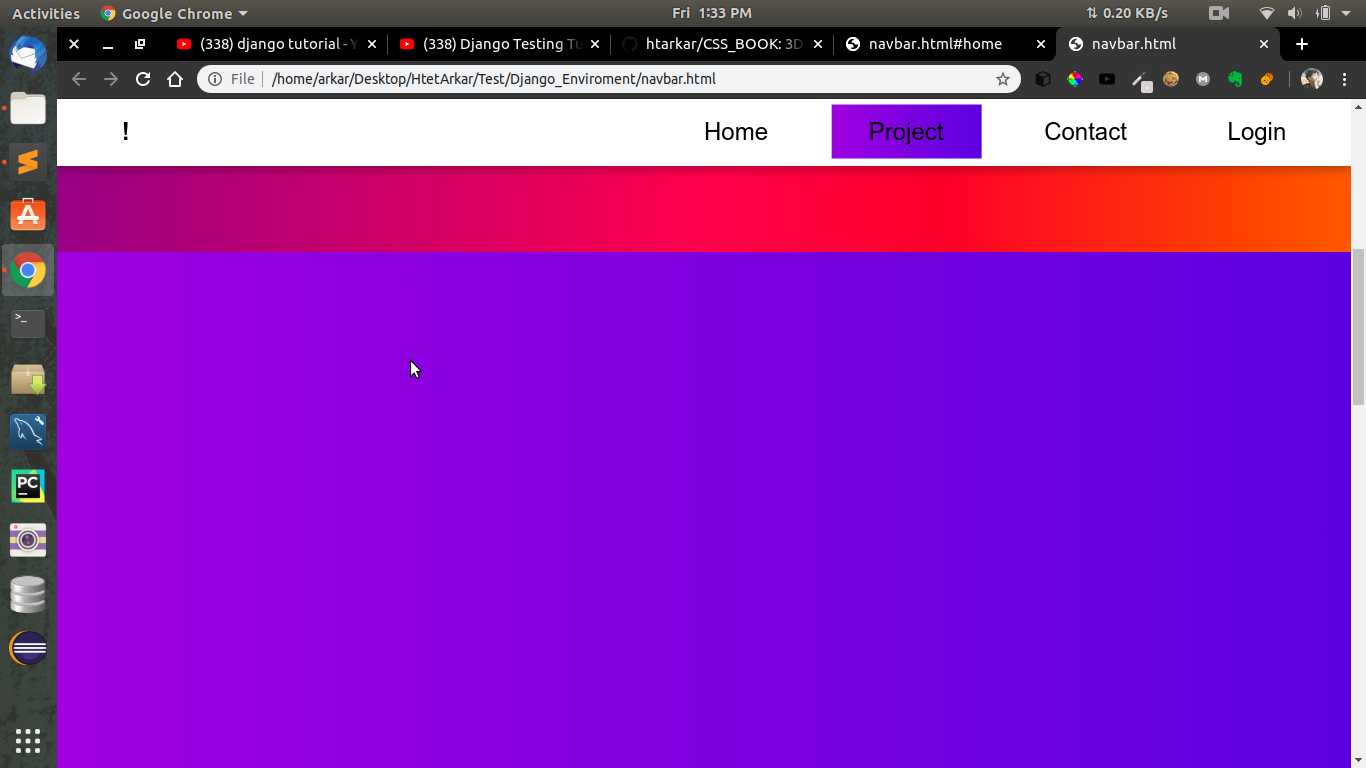 Activities Google Chrome Fri 1:33 PM 0.20 KB/s
(338) django tutorial - Y (338) Django Testing Tu htarkar/CSS_BOOK: 3D navbar.html#home navbar.html
File /home/arkar/Desktop/HtetArkar/Test/Django_Enviroment/navbar.html
! Home Project Contact Login
>_
PC